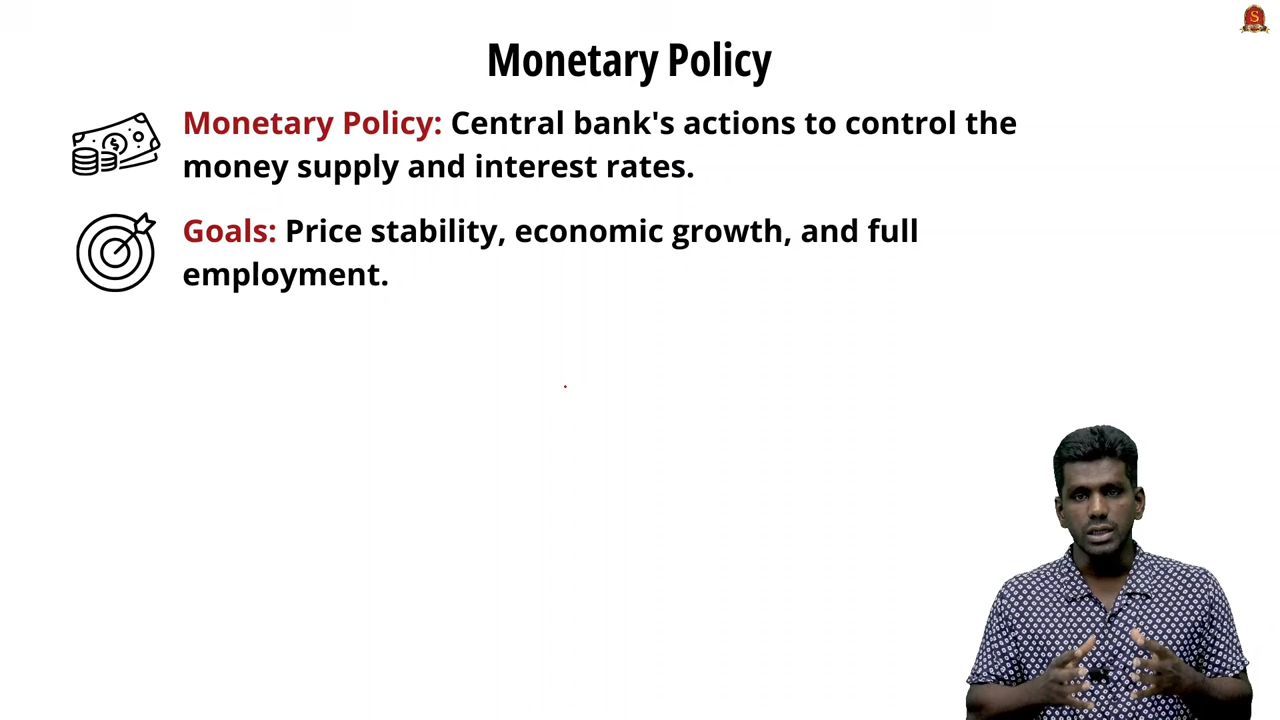 Monetary Policy
Monetary Policy: Central bank's actions to control the
money supply and interest rates.
Goals: Price stability, economic growth, and full
employment.